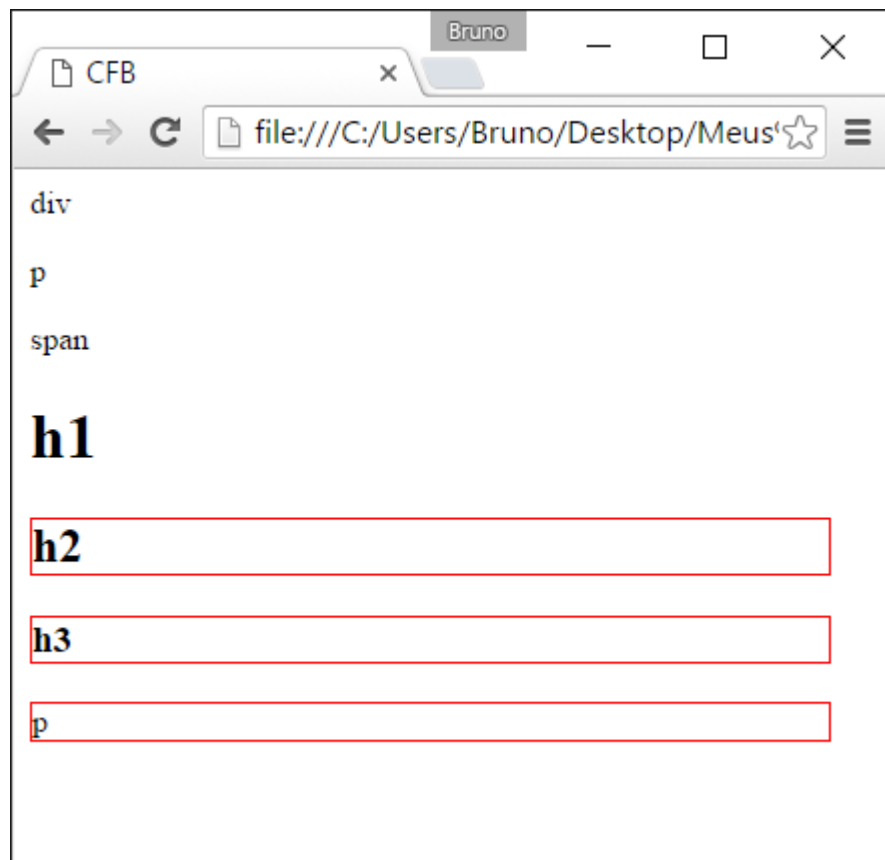 Bruno
CFB
file:///C:/Users/Bruno/Desktop/Meus
div
p
span
h1
h2
h3
p